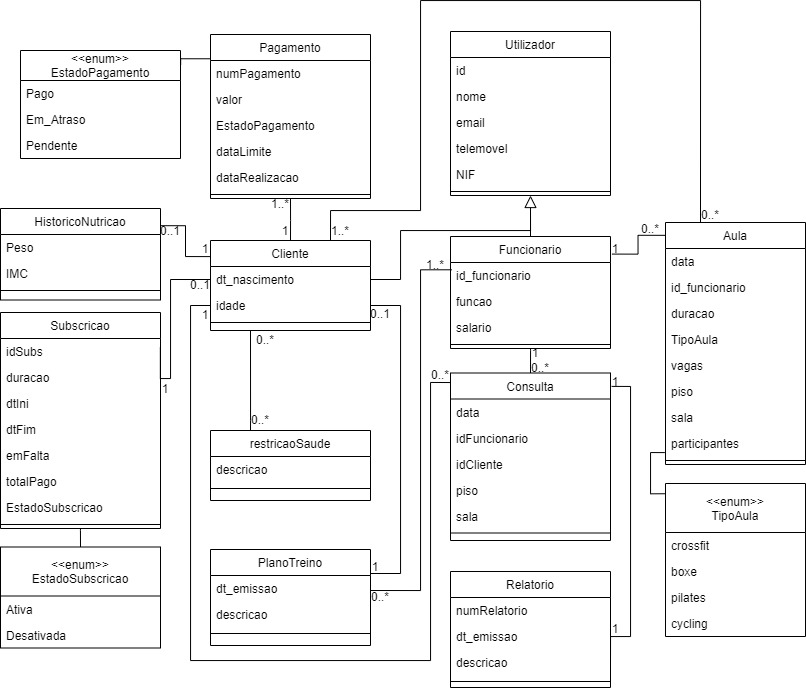 <<enum>>
EstadoPagamento
Pago
Em_Atraso
Pendente
Pagamento
numPagamento
valor
EstadoPagamento
dataLimite
dataRealizacao
1..*
1
Utilizador
id
nome
email
telemovel
NIF
HistoricoNutricao
Peso
IMC
0..1
1
Cliente
dt_nascimento
idade
1..*
0..1
1
0..1
0..*
0..*
Funcionario
id_funcionario
funcao
salario
1..*
1
0..*
0..*
1
0..*
Aula
data
id_funcionario
duracao
TipoAula
vagas
piso
sala
participantes
Subscricao
idSubs
duracao
dtIni
dtFim
emFalta
totalPago
EstadoSubscricao
1
<<enum>>
EstadoSubscricao
Ativa
Desativada
restricaoSaude
descricao
Consulta
data
idFuncionario
idCliente
piso
sala
0..*
1
<<enum>>
TipoAula
crossfit
boxe
pilates
cycling
PlanoTreino
dt_emissao
descricao
1
0..*
Relatorio
numRelatorio
dt_emissao
descricao
1